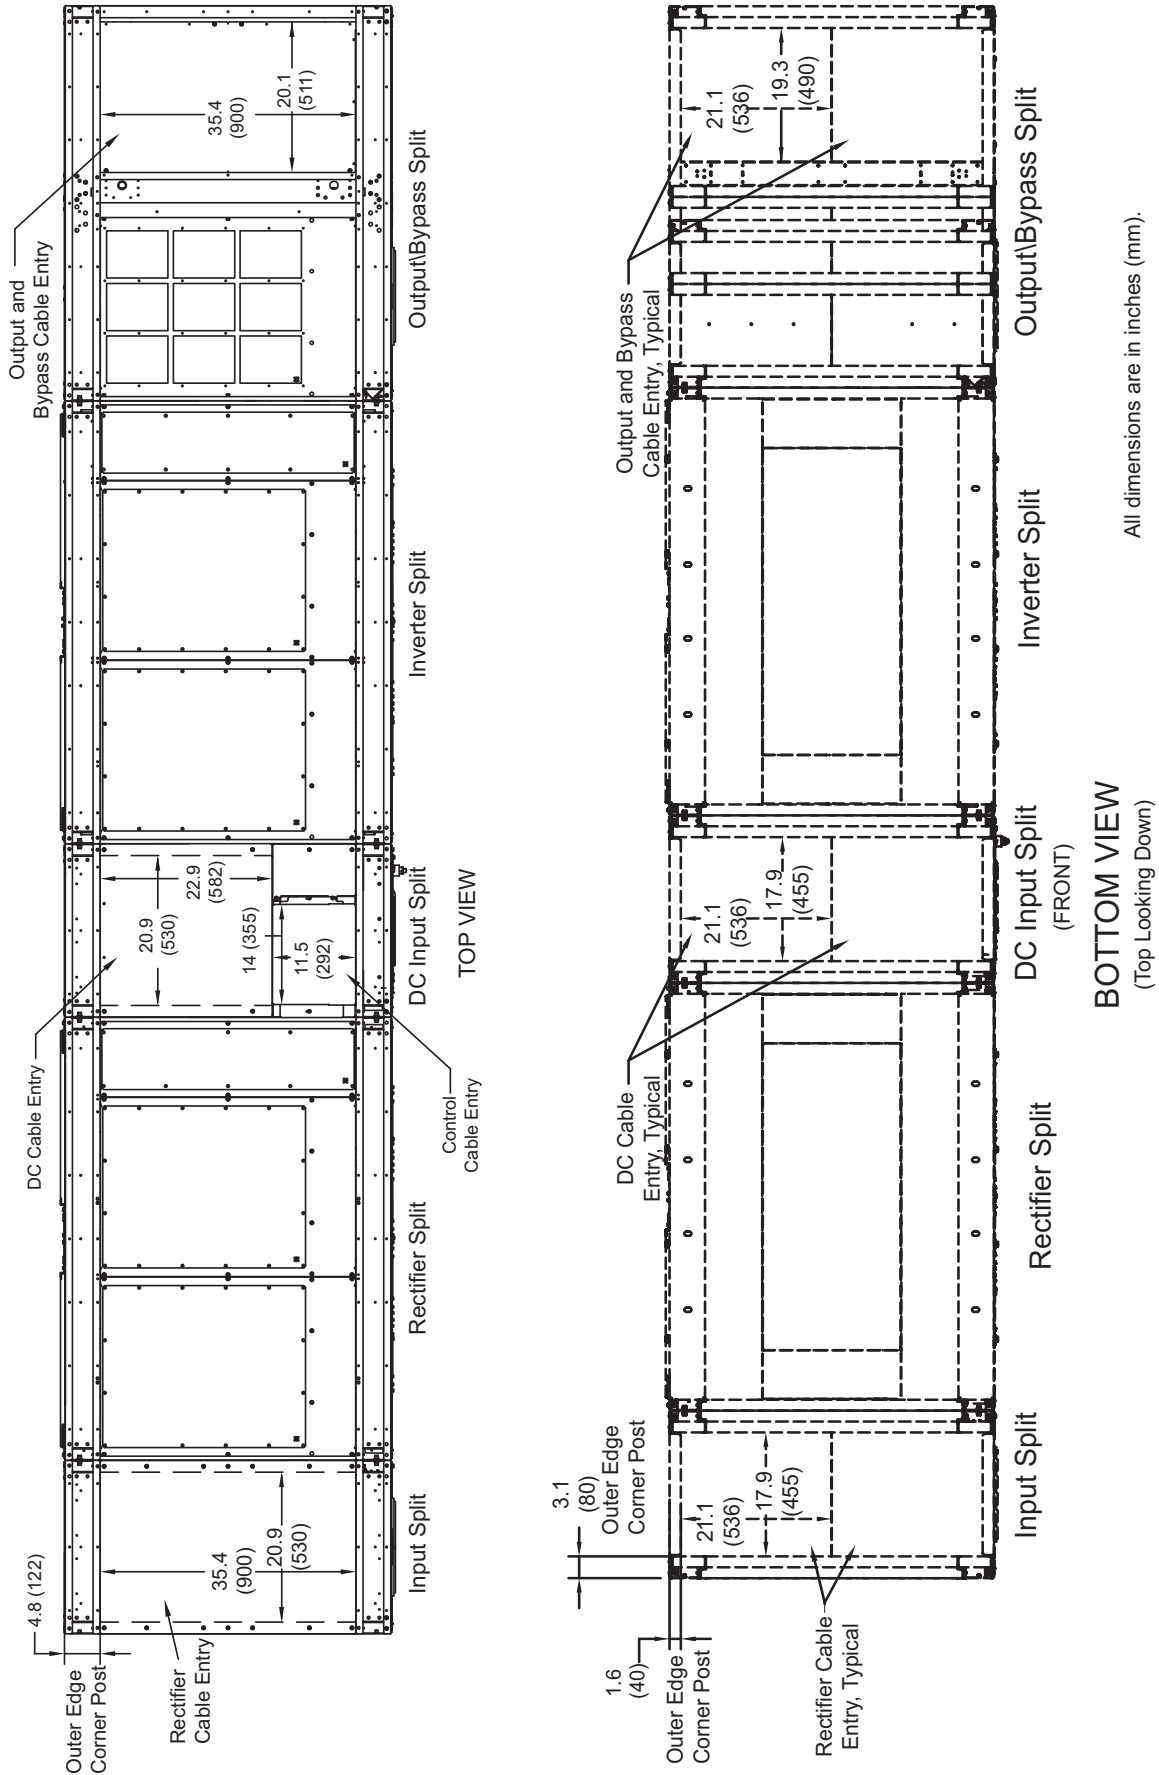 4.8 (122)
Outer Edge
Corner Post
Rectifier
Cable Entry
35.4
(900)
20.9
(530)
Input Split
Rectifier Split
DC Cable Entry
20.9
(530)
22.9
(582)
14 (355)
11.5
(292)
Control
Cable Entry
DC Input Split
TOP VIEW
Inverter Split
Output and
Bypass Cable Entry
35.4
(900)
20.1
(511)
Output\Bypass Split
1.6
(40)
Outer Edge
Corner Post
3.1
(80)
Outer Edge
Corner Post
Rectifier Cable
Entry, Typical
21.1
(536)
17.9
(455)
Input Split
Rectifier Split
DC Cable
Entry, Typical
21.1
(536)
17.9
(455)
DC Input Split
(FRONT)
BOTTOM VIEW
(Top Looking Down)
Inverter Split
Output and Bypass
Cable Entry, Typical
21.1
(536)
19.3
(490)
Output\Bypass Split
All dimensions are in inches (mm).